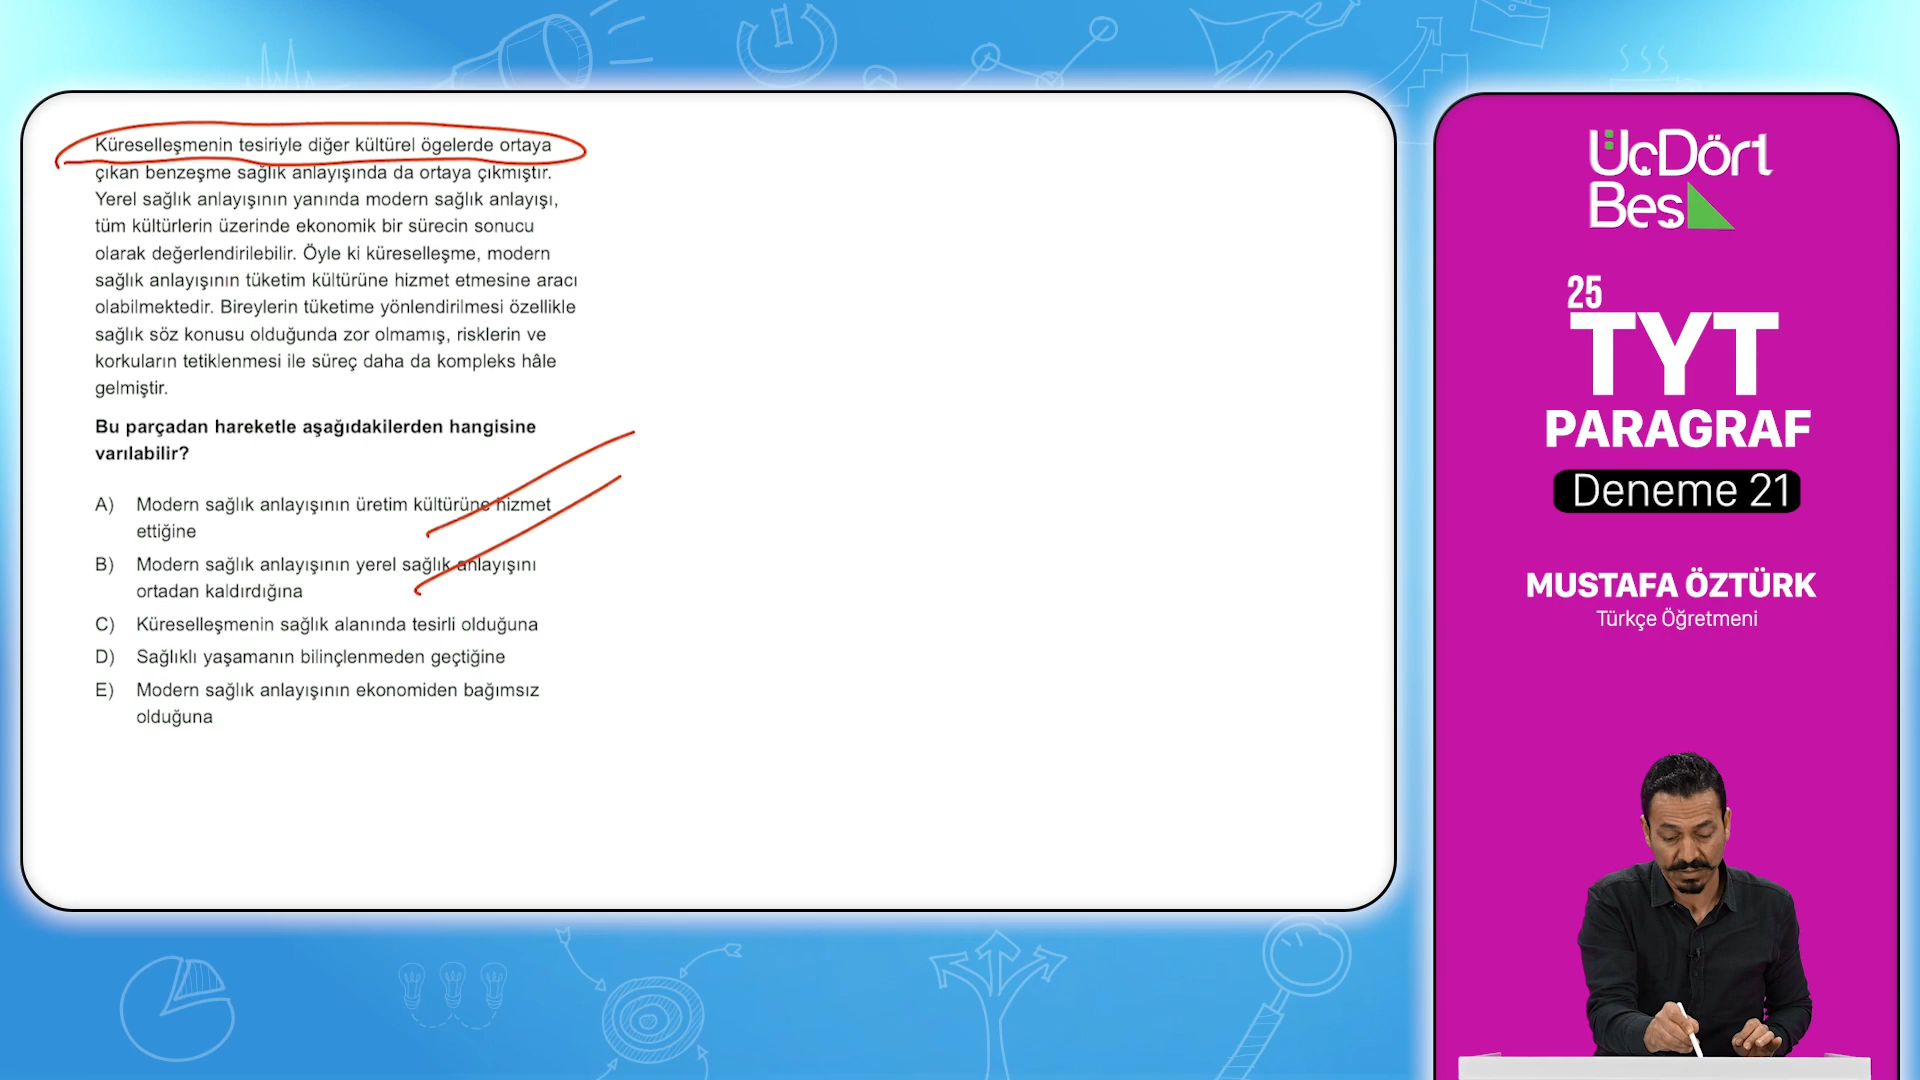 Küreselleşmenin tesiriyle diğer kültürel ögelerde ortaya
çıkan benzeşme sağlık anlayışında da ortaya çıkmıştır.
Yerel sağlık anlayışının yanında modern sağlık anlayışı,
tüm kültürlerin üzerinde ekonomik bir sürecin sonucu
olarak değerlendirilebilir. Öyle ki küreselleşme, modern
sağlık anlayışının tüketim kültürüne hizmet etmesine aracı
olabilmektedir. Bireylerin tüketime yönlendirilmesi özellikle
sağlık söz konusu olduğunda zor olmamış, risklerin ve
korkuların tetiklenmesi ile süreç daha da kompleks hâle
gelmiştir.
Bu parçadan hareketle aşağıdakilerden hangisine
varılabilir?
A) Modern sağlık anlayışının üretim kültürüne hizmet
ettiğine
B) Modern sağlık anlayışının yerel sağlık anlayışını
ortadan kaldırdığına
C) Küreselleşmenin sağlık alanında tesirli olduğuna
D) Sağlıklı yaşamanın bilinçlenmeden geçtiğine
E) Modern sağlık anlayışının ekonomiden bağımsız
olduğuna
ÜçDört
Beş
25
TYT
PARAGRAF
Deneme 21
MUSTAFA ÖZTÜRK
Türkçe Öğretmeni